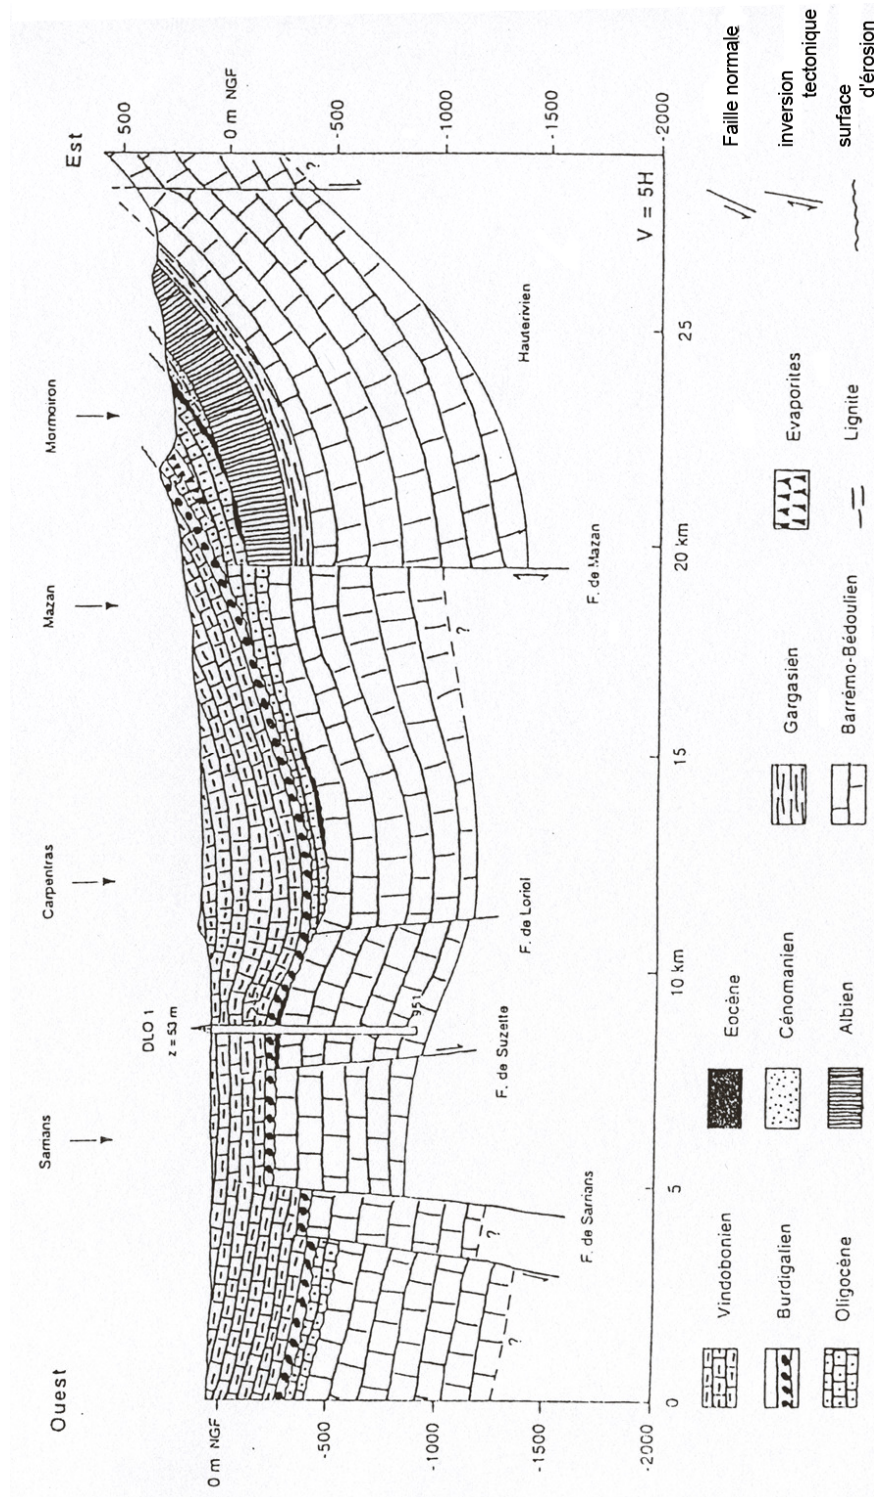 Ouest
Est
Sarrians
Carpentras
Mazan
Mormoiron
DLO 1
z = 53 m
0 m NGF
-500
-1000
-1500
-2000
500
0 m NGF
-500
-1000
-1500
-2000
951
?
?
?
?
F. de Sarrians
F. de Suzette
F. de Loriol
F. de Mazan
Hauterivien
V = 5H
0
5
10 km
15
20 km
25
Vindobonien
Burdigalien
Oligocène
Eocène
Cénomanien
Albien
Gargasien
Barrémo-Bédoulien
Evaporites
Lignite
Faille normale
inversion
tectonique
surface
d'érosion